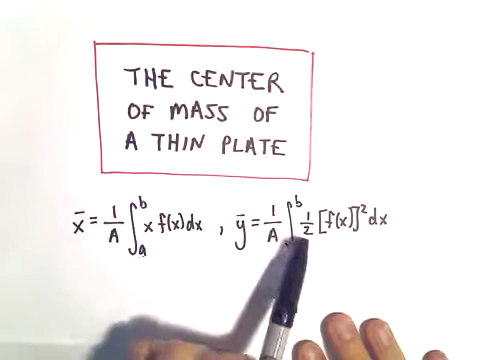 THE CENTER
OF MASS OF
A THIN PLATE
x̄ = 1/A ∫_a^b x f(x)dx , ȳ = 1/A ∫^b 1/2 [f(x)]² dx